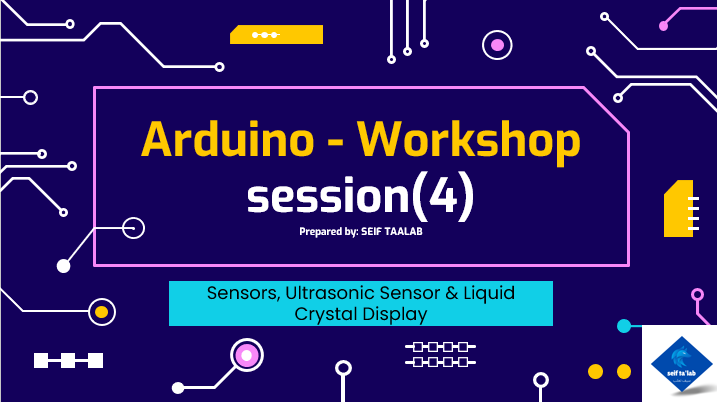 Arduino - Workshop
session(4)
Prepared by: SEIF TAALAB
Sensors, Ultrasonic Sensor & Liquid
Crystal Display
seif ta'lab